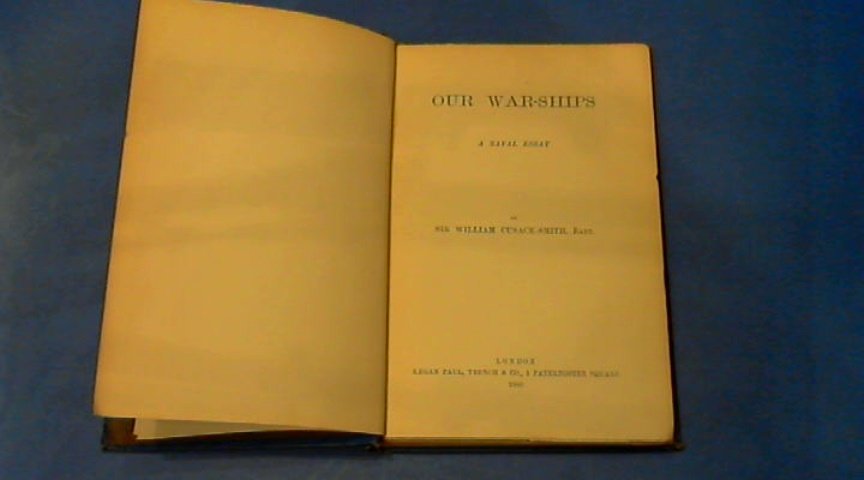 OUR WAR-SHIPS
A NAVAL ESSAY
BY
SIR WILLIAM CUSACK-SMITH, BART.
LONDON
KEGAN PAUL, TRENCH & CO., 1 PATERNOSTER SQUARE